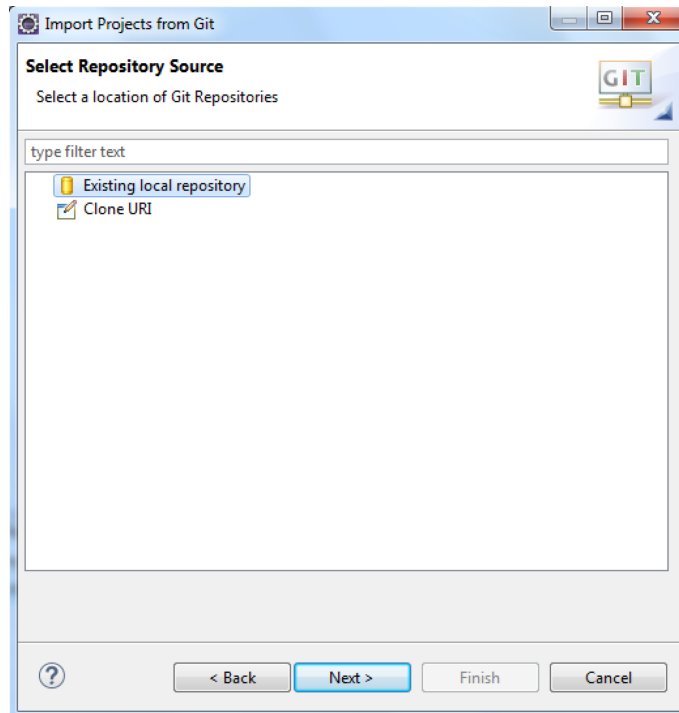 Import Projects from Git
Select Repository Source
Select a location of Git Repositories
GIT
type filter text
Existing local repository
Clone URI
? < Back Next > Finish Cancel